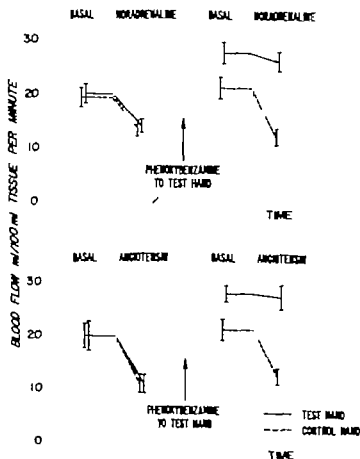 BASAL NORADRENALINE BASAL NORADRENALINE
30
20
10
0
PHENOXYBENZAMINE
TO TEST HAND
TIME
BLOOD FLOW ml/100 ml TISSUE PER MINUTE
BASAL ANGIOTENSIN BASAL ANGIOTENSIN
30
20
10
0
PHENOXYBENZAMINE
TO TEST HAND
TEST HAND
CONTROL HAND
TIME